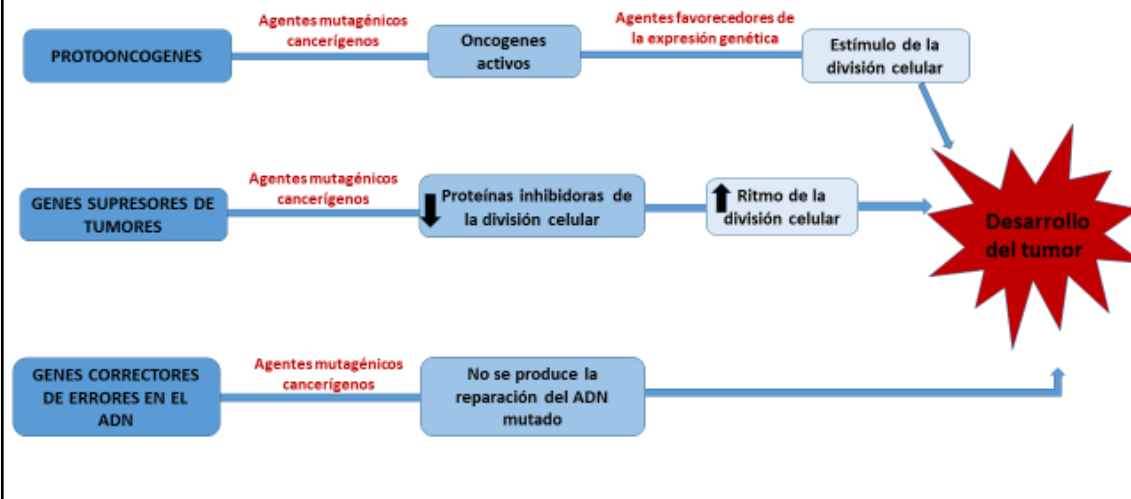 Agentes mutagénicos
cancerígenos
Agentes favorecedores de
la expresión genética
PROTOONCOGENES
Oncogenes
activos
Estímulo de la
división celular
Agentes mutagénicos
cancerígenos
GENES SUPRESORES DE
TUMORES
Proteínas inhibidoras de
la división celular
Ritmo de la
división celular
Desarrollo
del tumor
Agentes mutagénicos
cancerígenos
GENES CORRECTORES
DE ERRORES EN EL
ADN
No se produce la
reparación del ADN
mutado